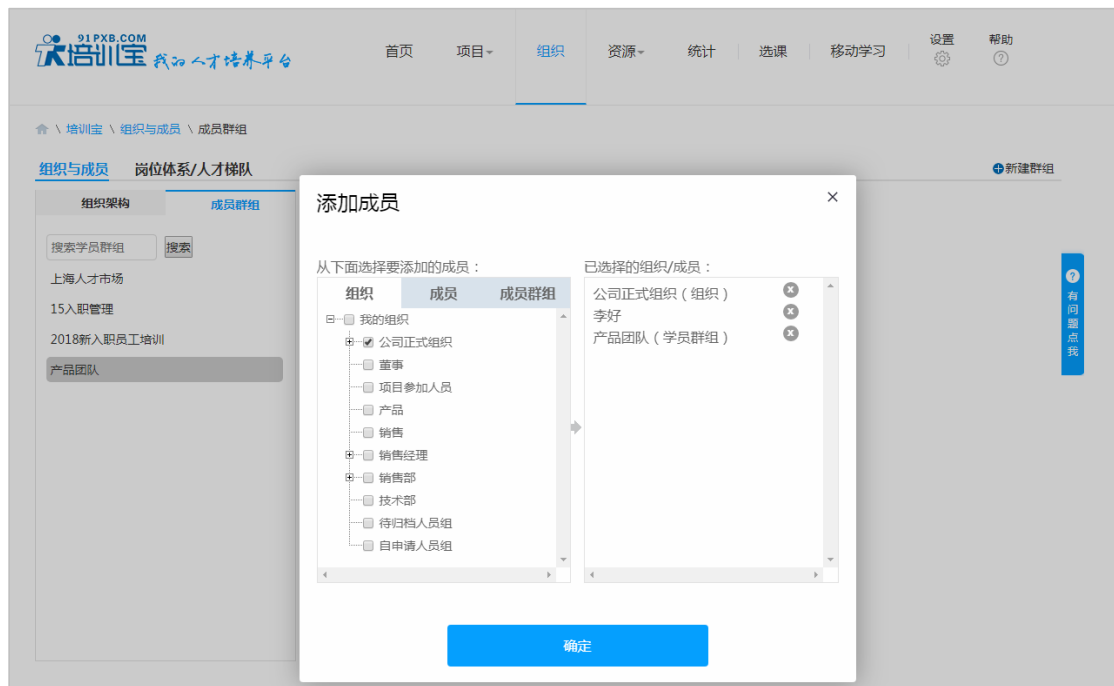 91PXB.COM
培训宝 我的人才培养平台
首页 项目 组织 资源 统计 选课 移动学习 设置 帮助
\ 培训宝 \ 组织与成员 \ 成员群组
组织与成员 岗位体系/人才梯队 新建群组
组织架构 成员群组
搜索学员群组 搜索
上海人才市场
15入职管理
2018新入职员工培训
产品团队
添加成员 ×
从下面选择要添加的成员：
组织 成员 成员群组
我的组织
公司正式组织
董事
项目参加人员
产品
销售
销售经理
销售部
技术部
待归档人员组
自申请人员组
已选择的组织/成员：
公司正式组织（组织）
李好
产品团队（学员群组）
确定
?
有问题点我